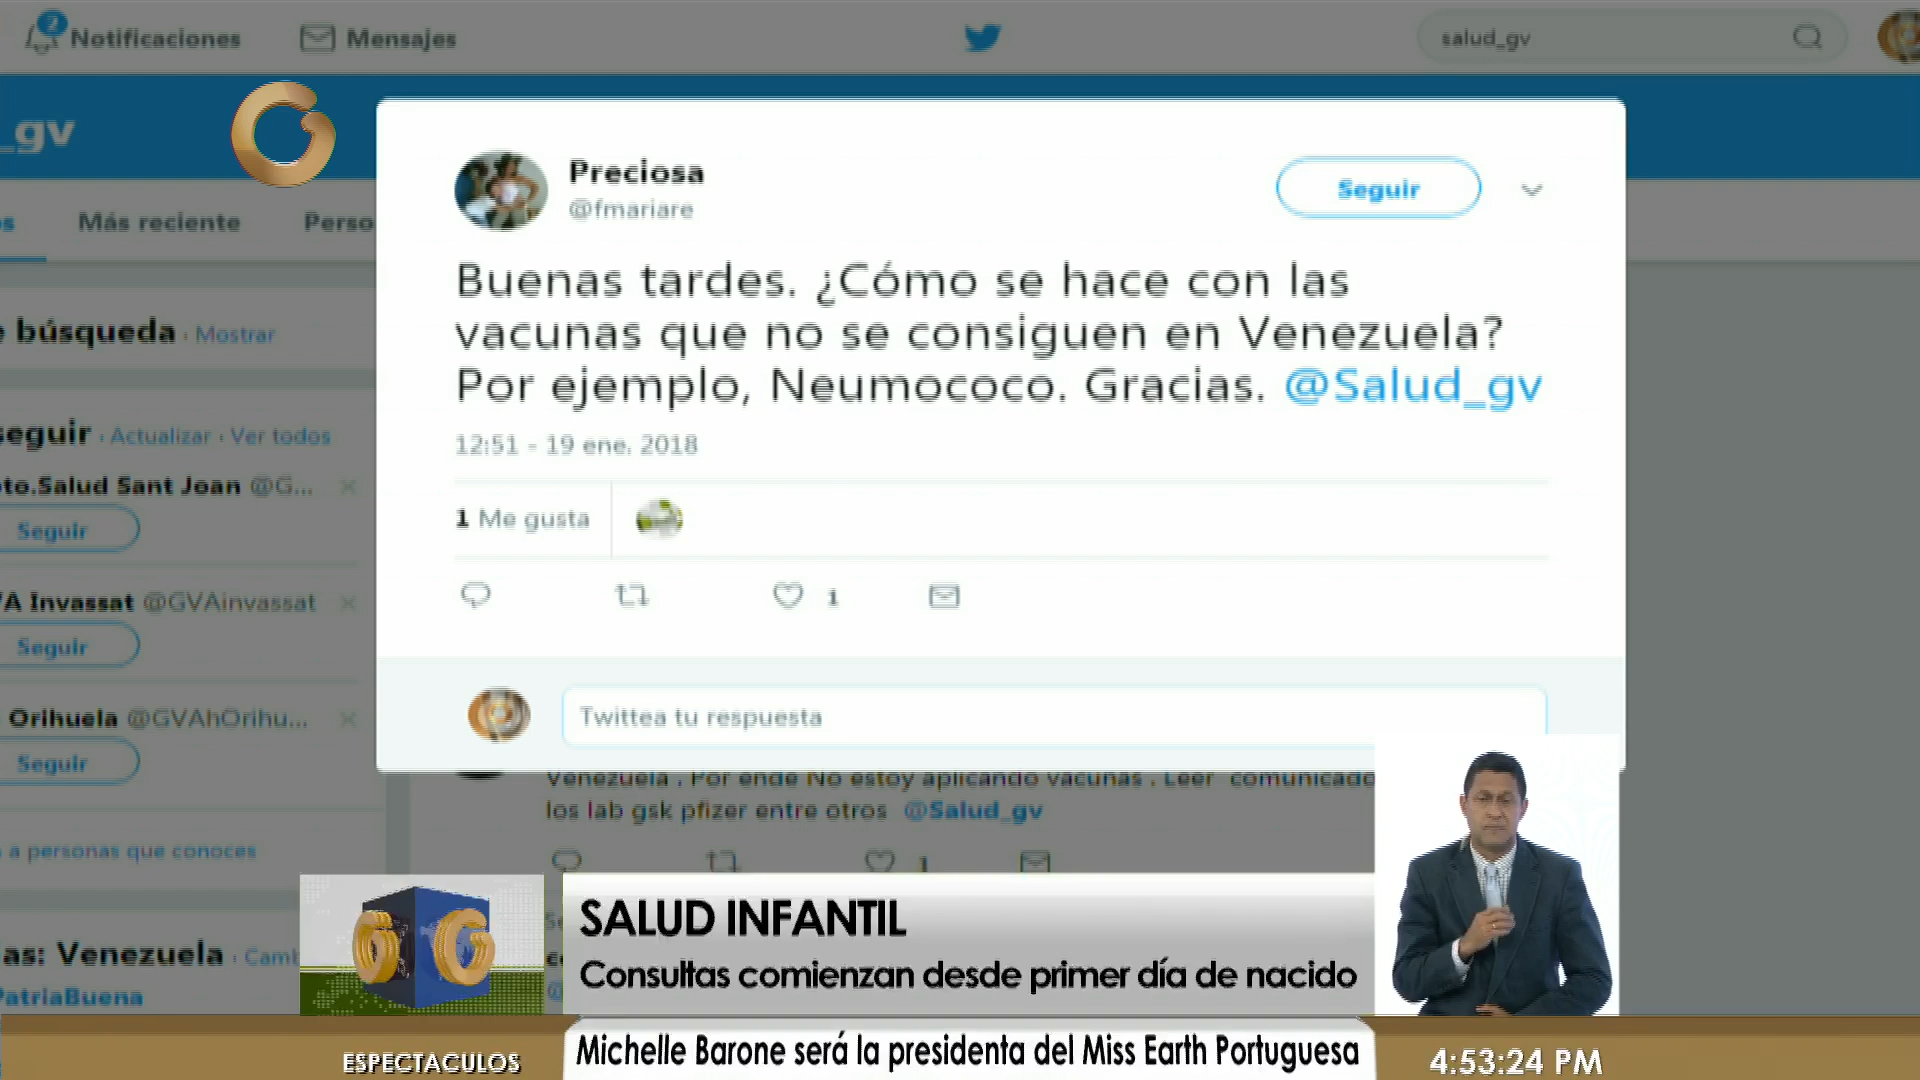 2 Notificaciones Mensajes salud_gv
_gv
Más reciente
búsqueda · Mostrar
Actualizar · Ver todos
Salud Sant Joan @G...
Seguir
Invassat @GVAinvassat
Seguir
Orihuela @GVAhOrihu...
Seguir
a personas que conoces
Venezuela
PatriaBuena
Preciosa
@fmariare
Seguir
Buenas tardes. ¿Cómo se hace con las
vacunas que no se consiguen en Venezuela?
Por ejemplo, Neumococo. Gracias. @Salud_gv
12:51 - 19 ene. 2018
1 Me gusta
1
Twittea tu respuesta
Venezuela . Por ende No estoy aplicando vacunas . Leer comunicado
los lab gsk pfizer entre otros @Salud_gv
1
SALUD INFANTIL
Consultas comienzan desde primer día de nacido
ESPECTACULOS
Michelle Barone será la presidenta del Miss Earth Portuguesa
4:53:24 PM